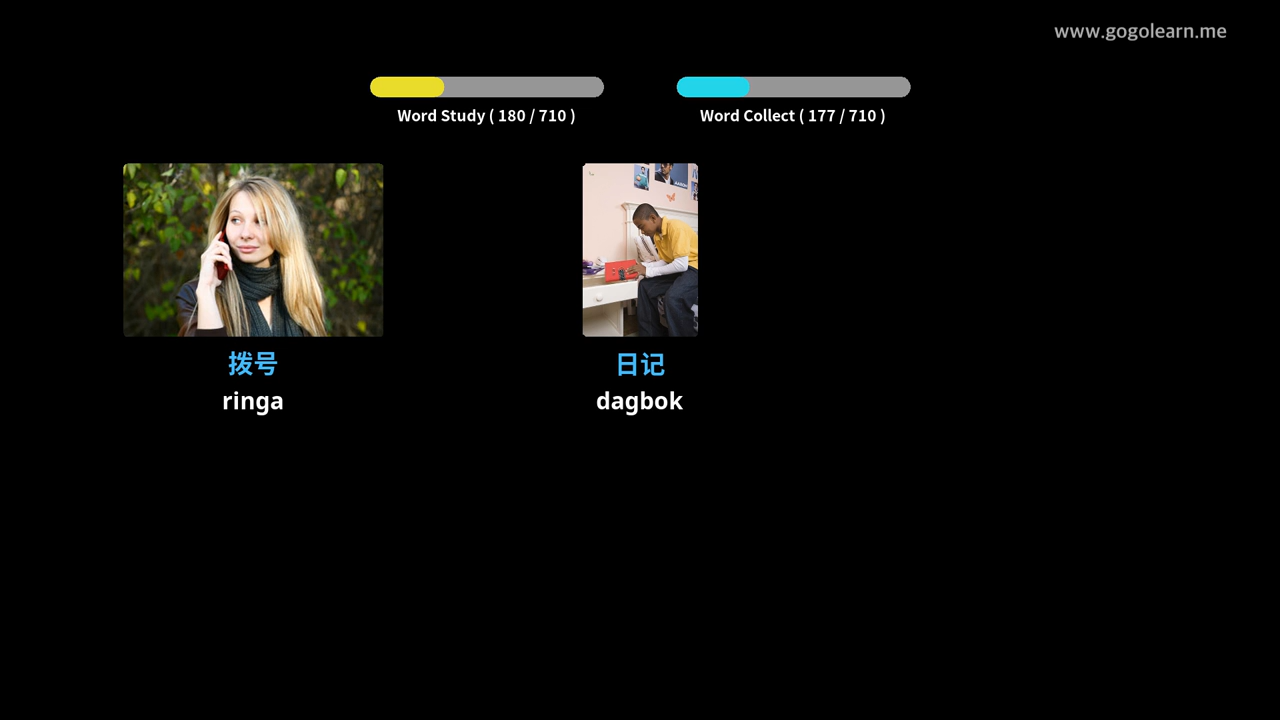 www.gogolearn.me
Word Study ( 180 / 710 )
Word Collect ( 177 / 710 )
拨号
ringa
日记
dagbok